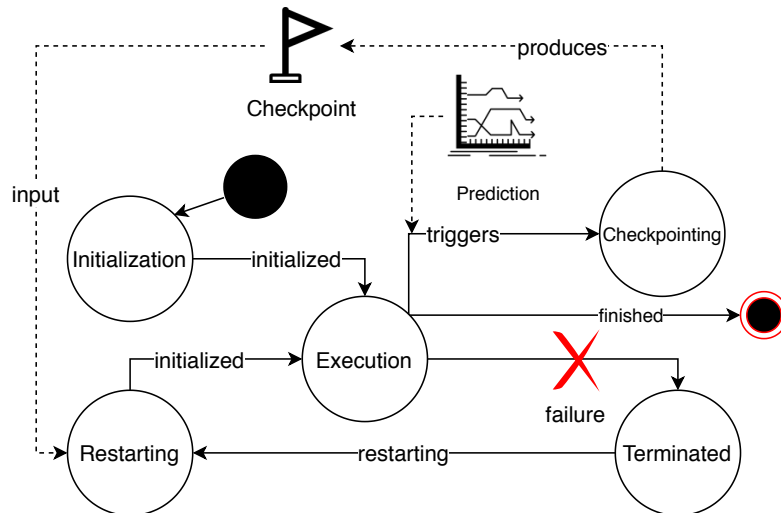 produces
Checkpoint
input
Prediction
triggers
Checkpointing
Initialization
initialized
finished
initialized
Execution
failure
Restarting
restarting
Terminated